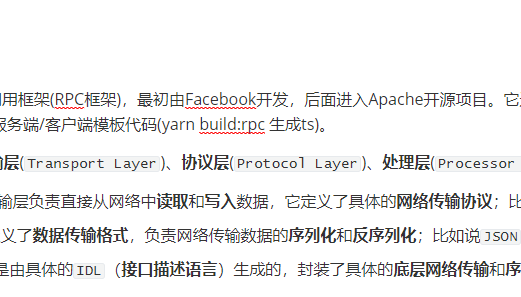 用框架(RPC框架)，最初由Facebook开发，后面进入Apache开源项目。它
服务端/客户端模板代码(yarn build:rpc 生成ts)。
层(Transport Layer)、协议层(Protocol Layer)、处理层(Processor
输层负责直接从网络中读取和写入数据，它定义了具体的网络传输协议；比
义了数据传输格式，负责网络传输数据的序列化和反序列化；比如说JSON
是由具体的IDL（接口描述语言）生成的，封装了具体的底层网络传输和序